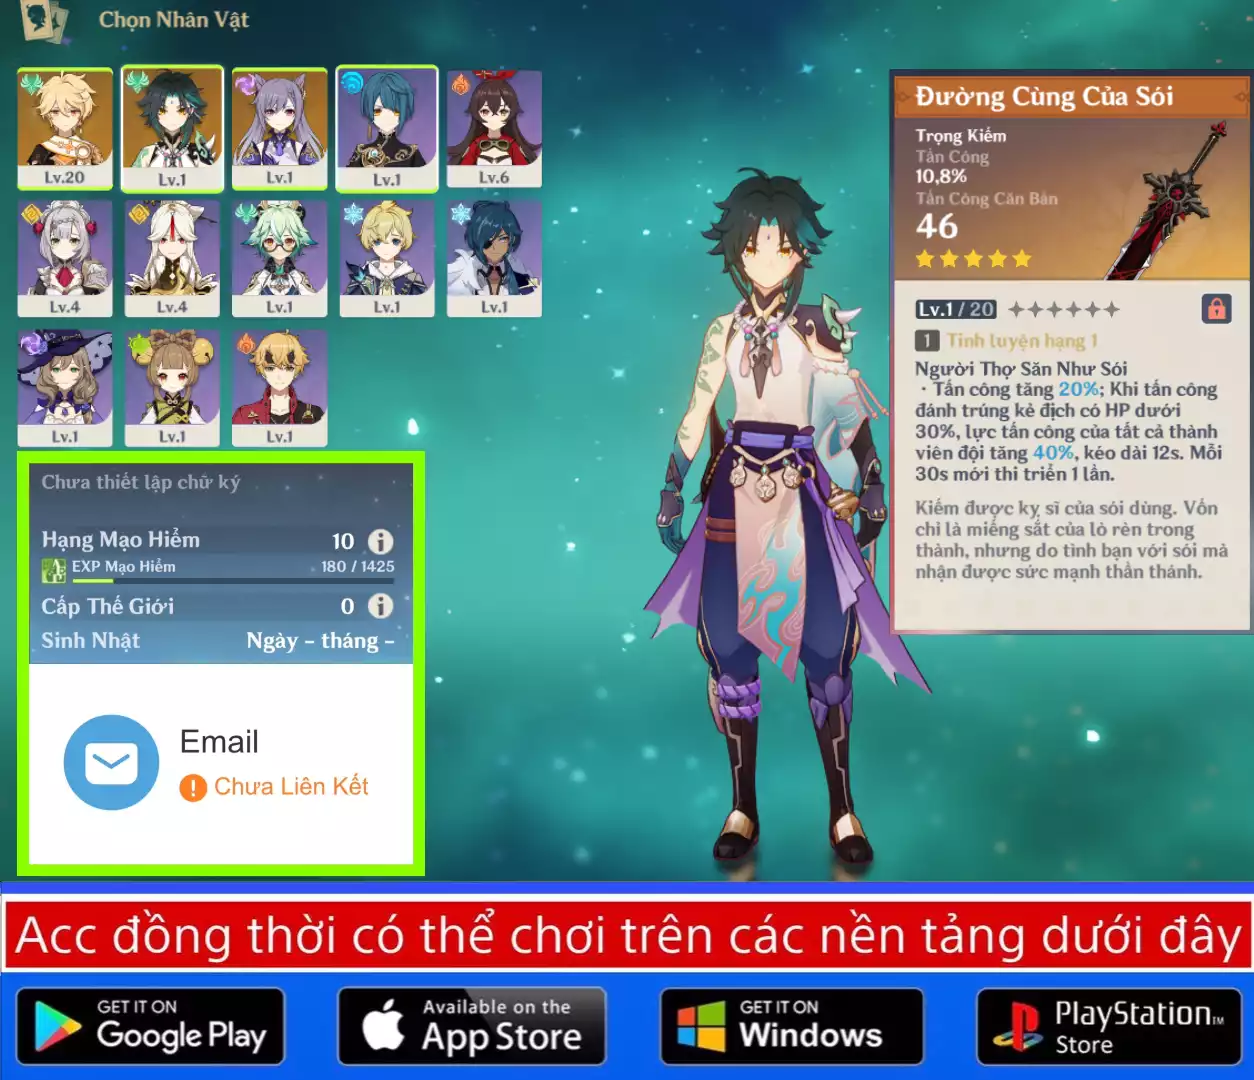 Chọn Nhân Vật
Lv.20
Lv.1
Lv.1
Lv.1
Lv.6
Lv.4
Lv.4
Lv.1
Lv.1
Lv.1
Lv.1
Lv.1
Lv.1
Chưa thiết lập chữ ký
Hạng Mạo Hiểm 10
EXP Mạo Hiểm 180 / 1425
Cấp Thế Giới 0
Sinh Nhật Ngày - tháng -
Email
Chưa Liên Kết
Đường Cùng Của Sói
Trọng Kiếm
Tấn Công
10,8%
Tấn Công Căn Bản
46
Lv.1 / 20
1 Tinh luyện hạng 1
Người Thợ Săn Như Sói
· Tấn công tăng 20%; Khi tấn công
đánh trúng kẻ địch có HP dưới
30%, lực tấn công của tất cả thành
viên đội tăng 40%, kéo dài 12s. Mỗi
30s mới thi triển 1 lần.
Kiếm được kỵ sĩ của sói dùng. Vốn
chỉ là miếng sắt của lò rèn trong
thành, nhưng do tình bạn với sói mà
nhận được sức mạnh thần thánh.
Acc đồng thời có thể chơi trên các nền tảng dưới đây
GET IT ON
Google Play
Available on the
App Store
GET IT ON
Windows
PlayStation™
Store